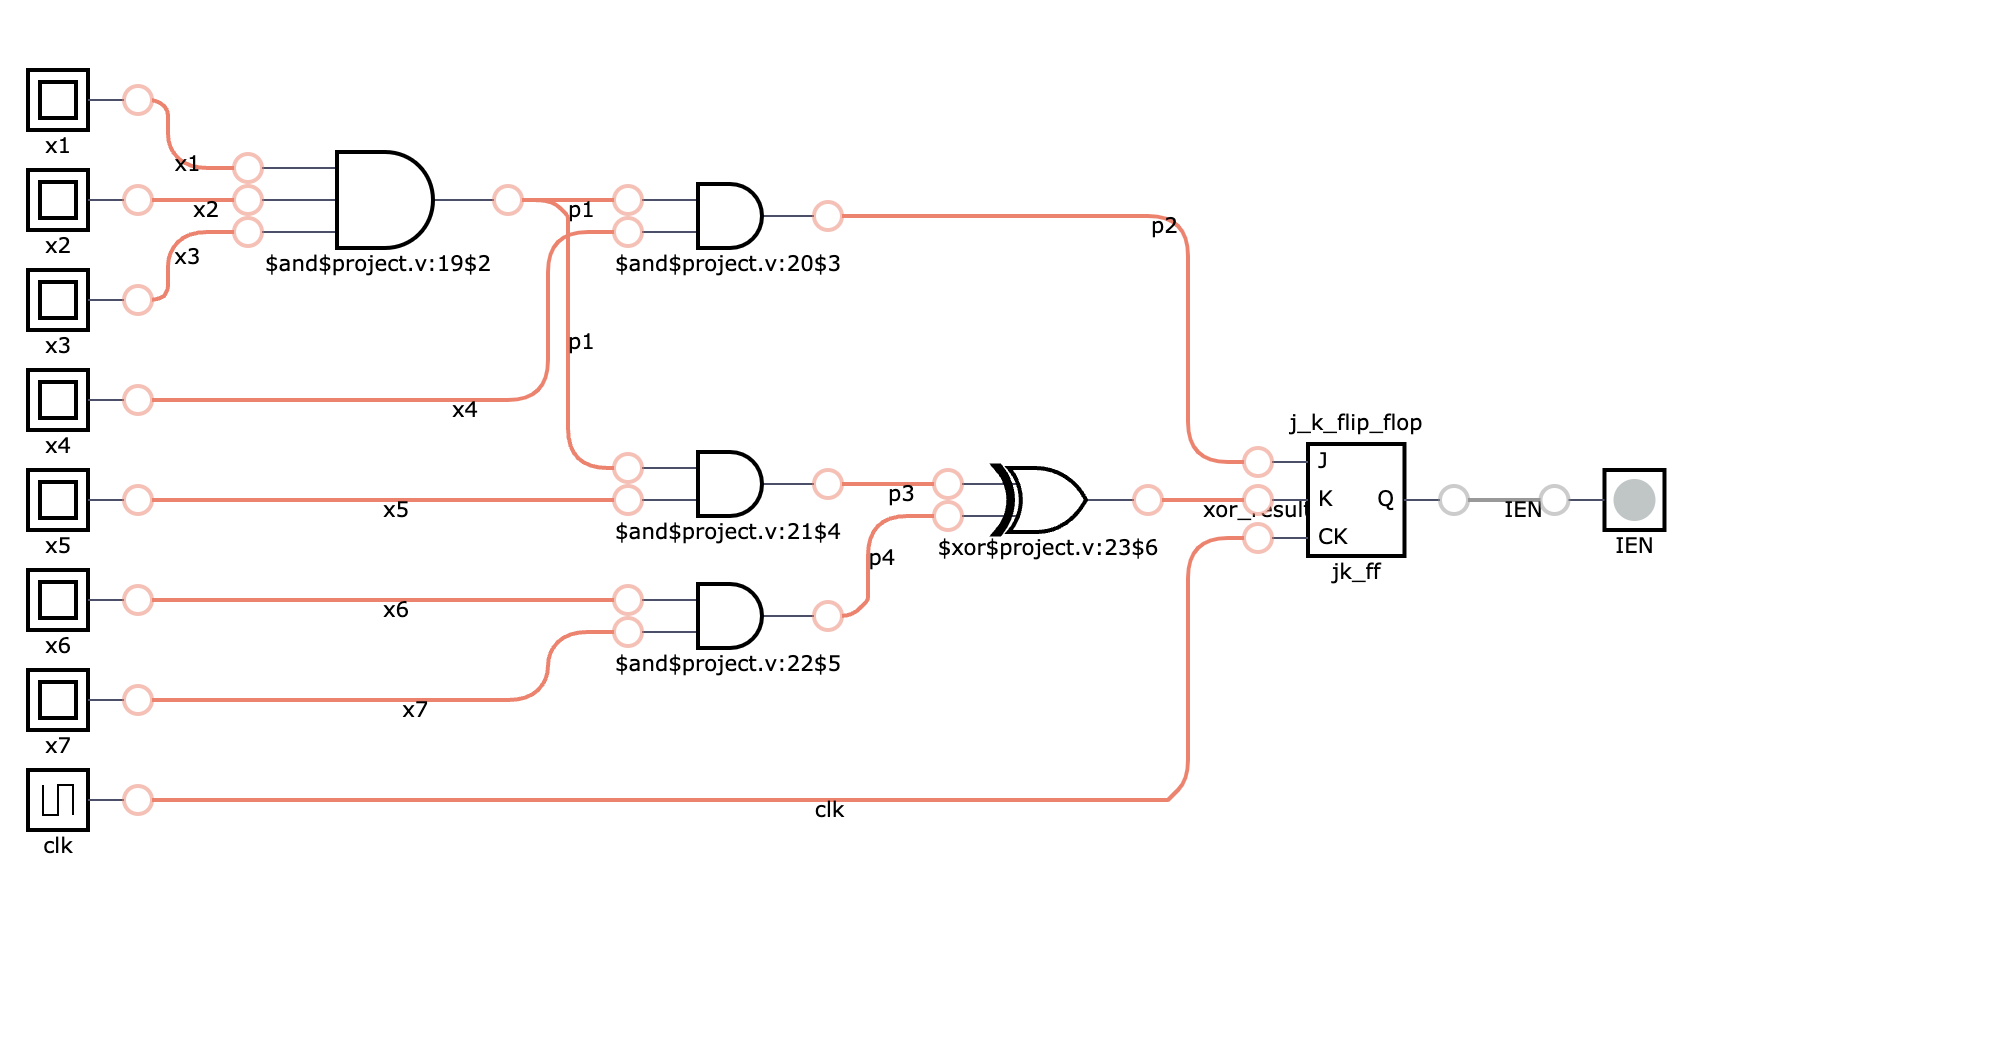 x1
x1
x2
x2
x3
x3
$and$project.v:19$2
p1
$and$project.v:20$3
p2
p1
x4
x4
j_k_flip_flop
J
K
Q
CK
jk_ff
x5
x5
$and$project.v:21$4
p3
xor_result
IEN
IEN
$xor$project.v:23$6
p4
x6
x6
$and$project.v:22$5
x7
x7
clk
clk